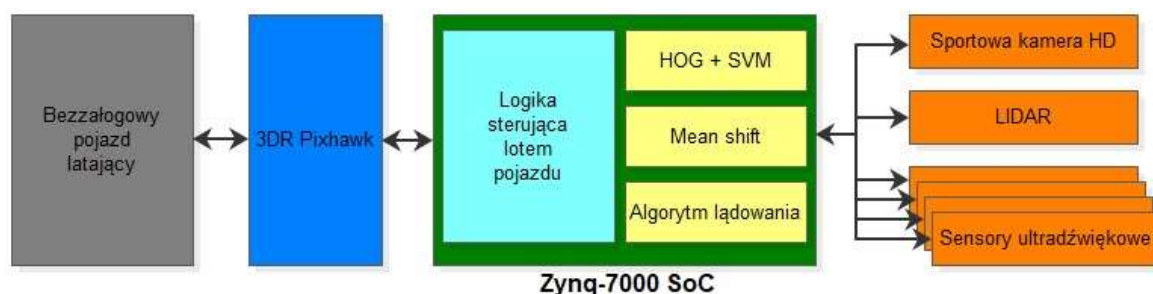 Bezzałogowy
pojazd
latający
3DR Pixhawk
Logika
sterująca
lotem
pojazdu
HOG + SVM
Mean shift
Algorytm lądowania
Zynq-7000 SoC
Sportowa kamera HD
LIDAR
Sensory ultradźwiękowe